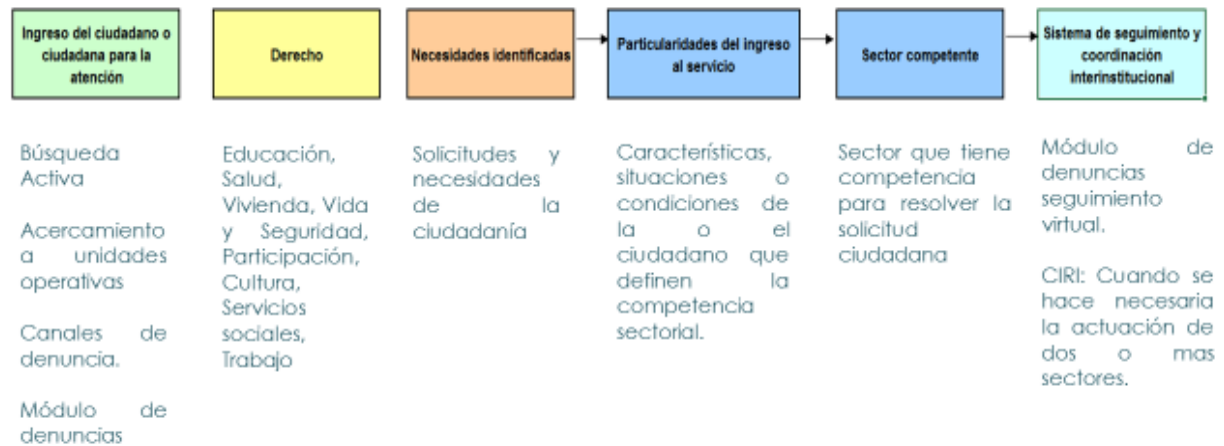 Ingreso del ciudadano o
ciudadana para la
atención
Derecho
Necesidades identificadas
Particularidades del ingreso
al servicio
Sector competente
Sistema de seguimiento y
coordinación
interinstitucional
Búsqueda
Activa
Acercamiento
a unidades
operativas
Canales de
denuncia.
Módulo de
denuncias
Educación,
Salud,
Vivienda, Vida
y Seguridad,
Participación,
Cultura,
Servicios
sociales,
Trabajo
Solicitudes y
necesidades
de la
ciudadanía
Características,
situaciones o
condiciones de
la o el
ciudadano que
definen la
competencia
sectorial.
Sector que tiene
competencia
para resolver la
solicitud
ciudadana
Módulo de
denuncias
seguimiento
virtual.
CIRI: Cuando se
hace necesaria
la actuación de
dos o mas
sectores.